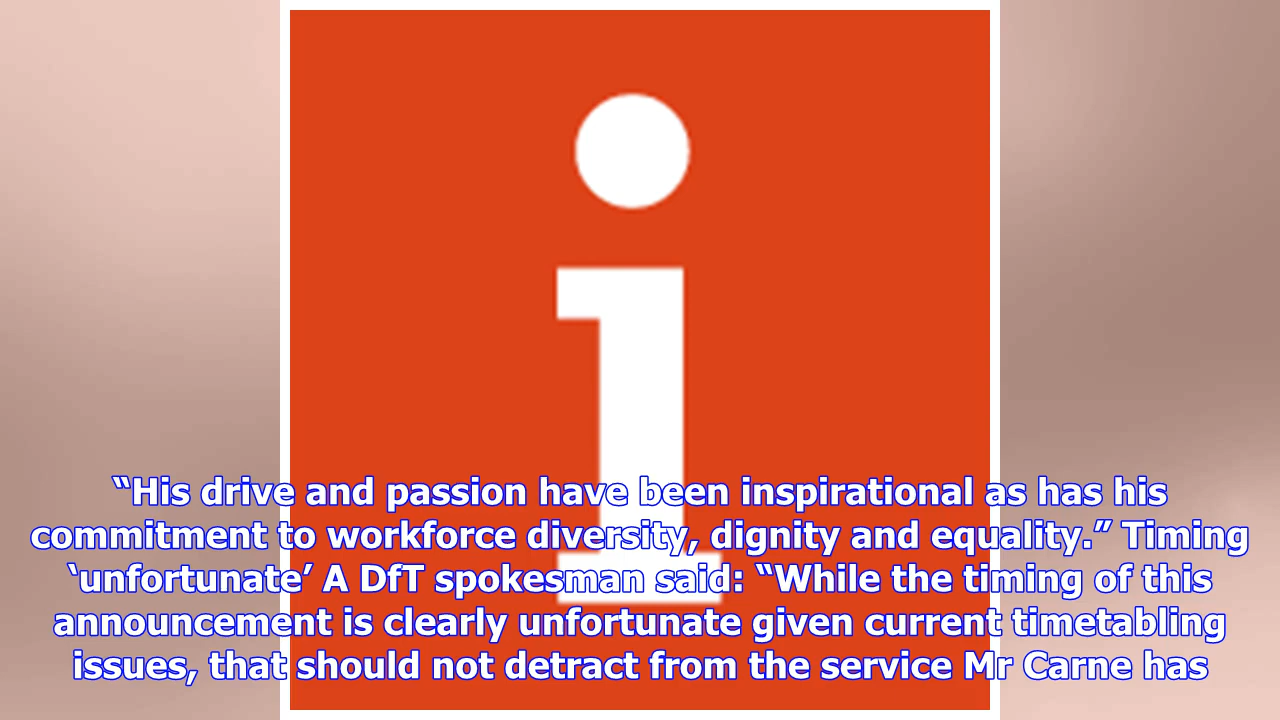 i
“His drive and passion have been inspirational as has his
commitment to workforce diversity, dignity and equality.” Timing
‘unfortunate’ A DfT spokesman said: “While the timing of this
announcement is clearly unfortunate given current timetabling
issues, that should not detract from the service Mr Carne has